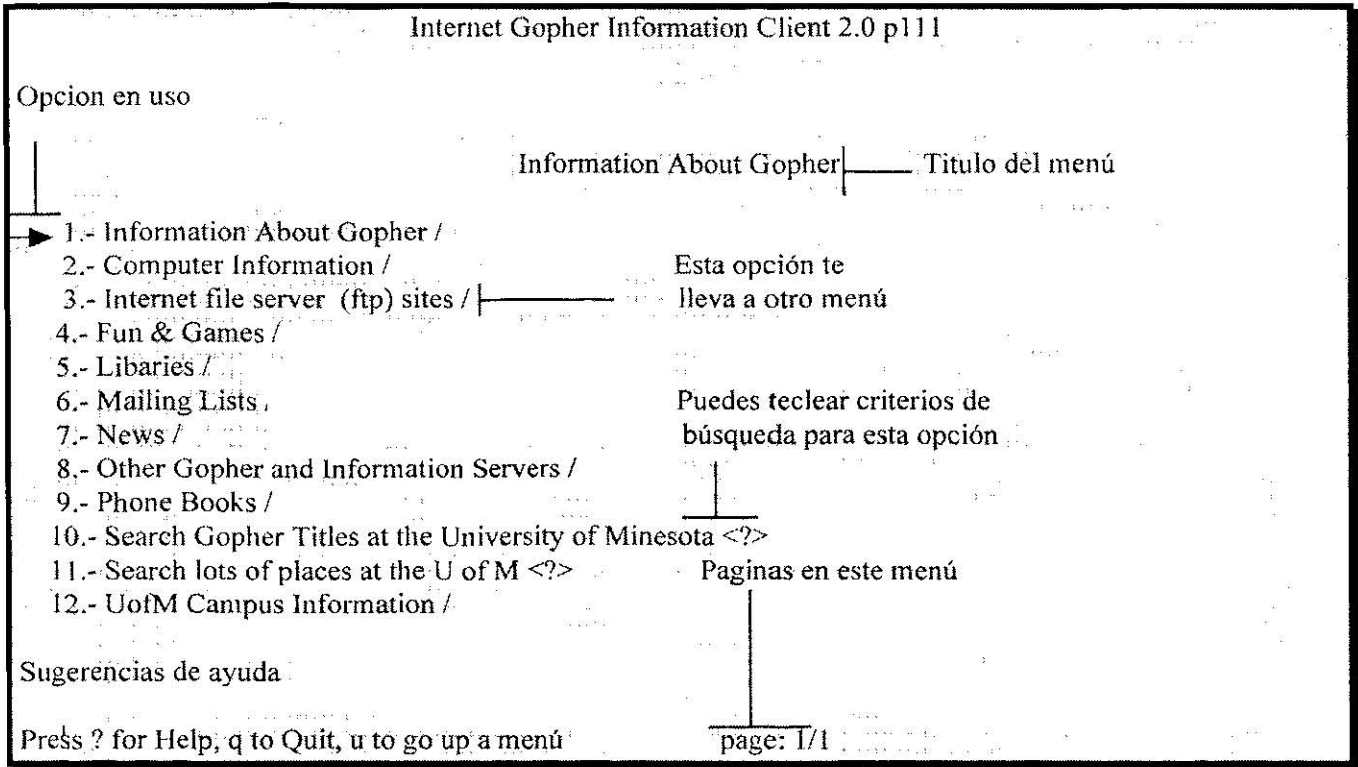 Internet Gopher Information Client 2.0 p111
Opcion en uso
Information About Gopher Titulo del menú
1.- Information About Gopher /
2.- Computer Information /
Esta opción te
3.- Internet file server (ftp) sites /
lleva a otro menú
4.- Fun & Games /
5.- Libaries /
6.- Mailing Lists /
Puedes teclear criterios de
7.- News /
búsqueda para esta opción
8.- Other Gopher and Information Servers /
9.- Phone Books /
10.- Search Gopher Titles at the University of Minesota <?>
11.- Search lots of places at the U of M <?>
Paginas en este menú
12.- UofM Campus Information /
Sugerencias de ayuda
Press ? for Help, q to Quit, u to go up a menú
page: 1/1